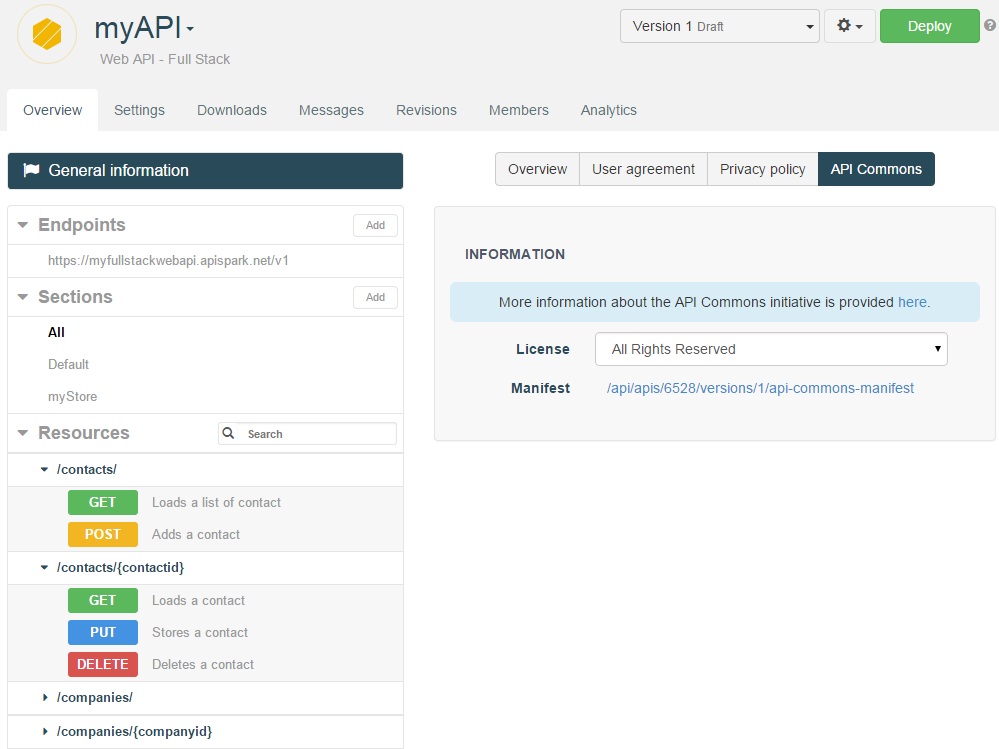 myAPI
Web API - Full Stack
Version 1 Draft
Deploy
Overview Settings Downloads Messages Revisions Members Analytics
General information
Endpoints Add
https://myfullstackwebapi.apispark.net/v1
Sections Add
All
Default
myStore
Resources Search
/contacts/
GET Loads a list of contact
POST Adds a contact
/contacts/{contactid}
GET Loads a contact
PUT Stores a contact
DELETE Deletes a contact
/companies/
/companies/{companyid}
Overview User agreement Privacy policy API Commons
INFORMATION
More information about the API Commons initiative is provided here.
License All Rights Reserved
Manifest /api/apis/6528/versions/1/api-commons-manifest